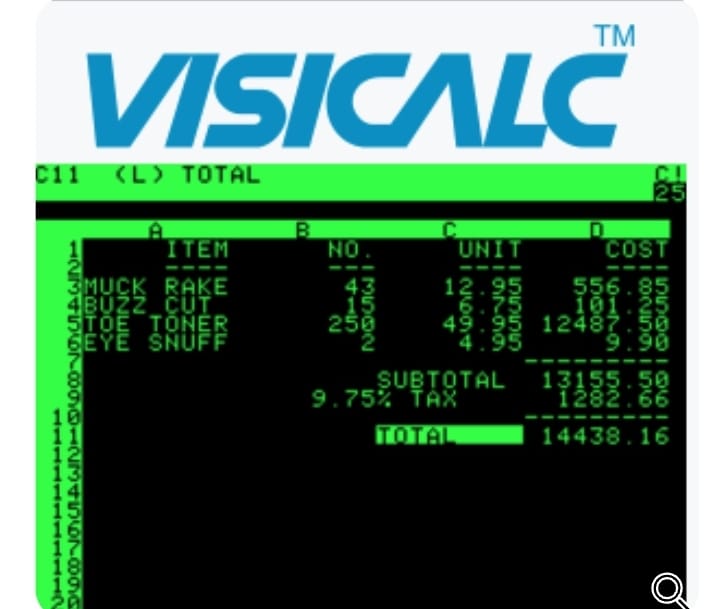 VISICALC TM
C11 (L) TOTAL C!
25
A B C D
1 ITEM NO. UNIT COST
2 ---- --- ---- ----
3 MUCK RAKE 43 12.95 556.85
4 BUZZ CUT 15 6.75 101.25
5 TOE TONER 250 49.95 12487.50
6 EYE SNUFF 2 4.95 9.90
7 ---------
8 SUBTOTAL 13155.50
9 9.75% TAX 1282.66
10 ---------
11 TOTAL 14438.16
12
13
14
15
16
17
18
19
20